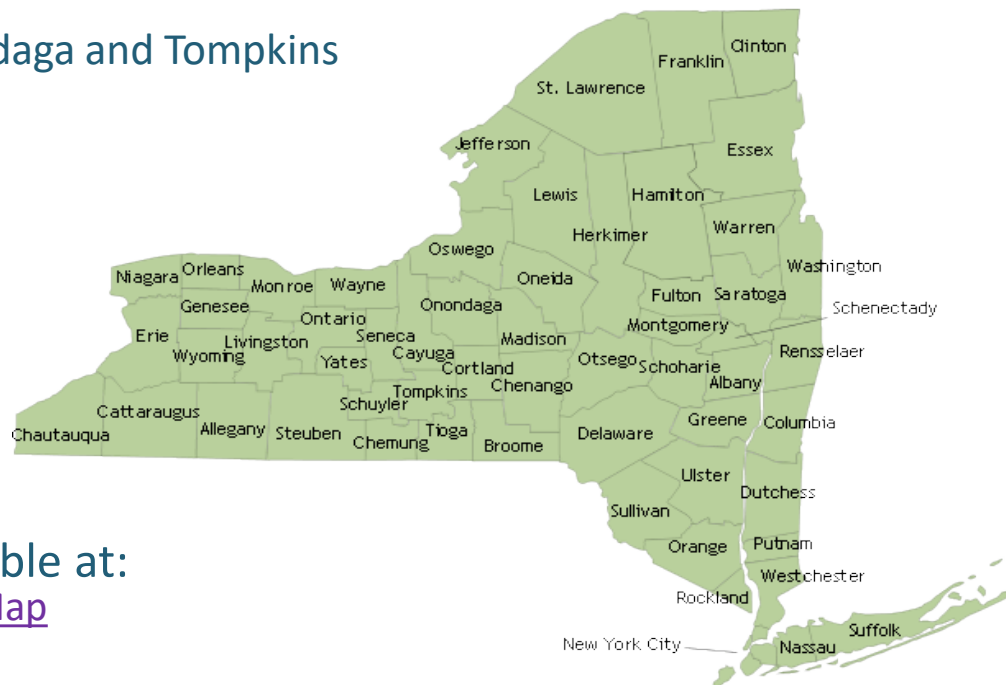 daga and Tompkins
Clinton
Franklin
St. Lawrence
Jefferson
Essex
Lewis
Hamilton
Warren
Herkimer
Oswego
Washington
Niagara
Orleans
Monroe
Wayne
Oneida
Genesee
Onondaga
Fulton
Saratoga
Schenectady
Ontario
Montgomery
Erie
Seneca
Madison
Livingston
Rensselaer
Wyoming
Yates
Cayuga
Otsego
Schoharie
Cortland
Albany
Chenango
Tompkins
Schuyler
Cattaraugus
Greene
Columbia
Chautauqua
Allegany
Steuben
Tioga
Delaware
Chemung
Broome
Ulster
Dutchess
Sullivan
Orange
Putnam
ble at:
Westchester
Rockland
ap
Suffolk
New York City
Nassau